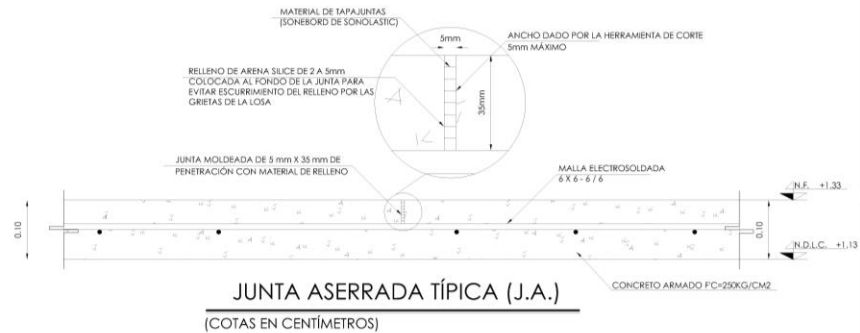 MATERIAL DE TAPAJUNTAS
(SONEBORD DE SONOLASTIC)
5mm
ANCHO DADO POR LA HERRAMIENTA DE CORTE
5mm MÁXIMO
RELLENO DE ARENA SILICE DE 2 A 5mm
COLOCADA AL FONDO DE LA JUNTA PARA
EVITAR ESCURRIMIENTO DEL RELLENO POR LAS
GRIETAS DE LA LOSA
35mm
JUNTA MOLDEADA DE 5 mm X 35 mm DE
PENETRACIÓN CON MATERIAL DE RELLENO
MALLA ELECTROSOLDADA
6 X 6 - 6 / 6
N.F. +1.33
0.10
0.10
N.D.L.C. +1.13
CONCRETO ARMADO F'C=250KG/CM2
JUNTA ASERRADA TÍPICA (J.A.)
(COTAS EN CENTÍMETROS)